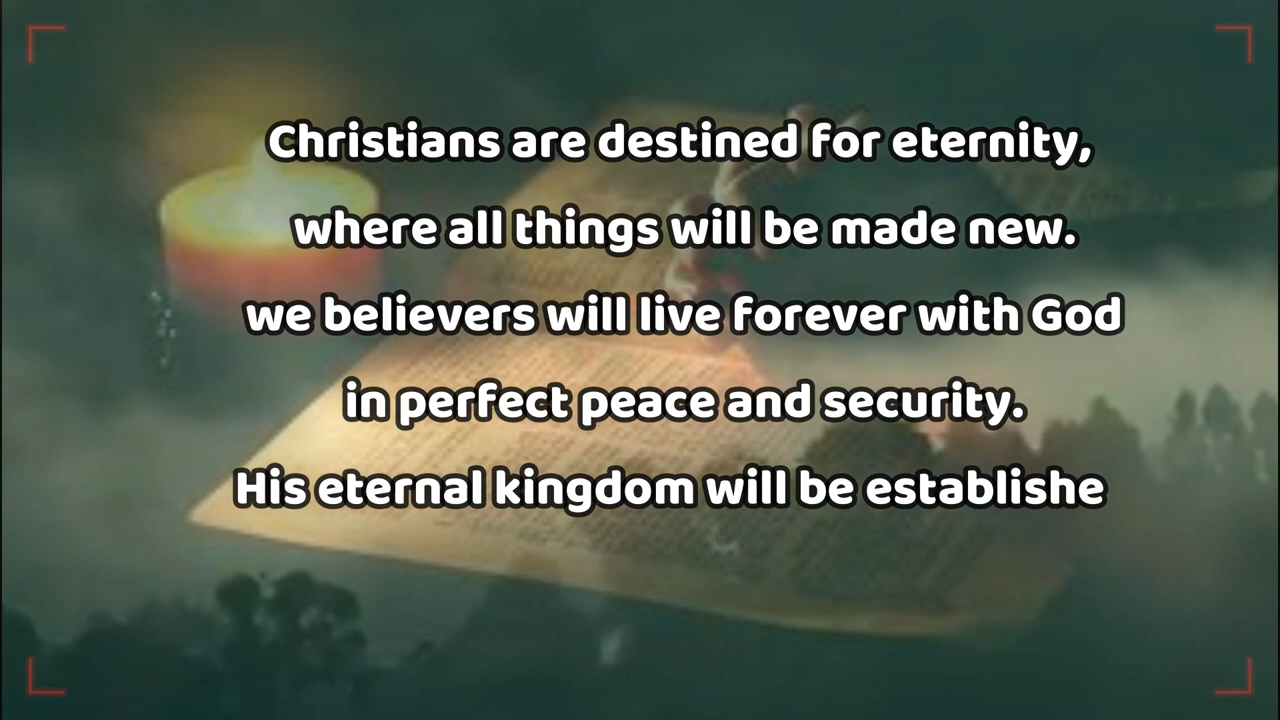 Christians are destined for eternity,
where all things will be made new.
we believers will live forever with God
in perfect peace and security.
His eternal kingdom will be establishe